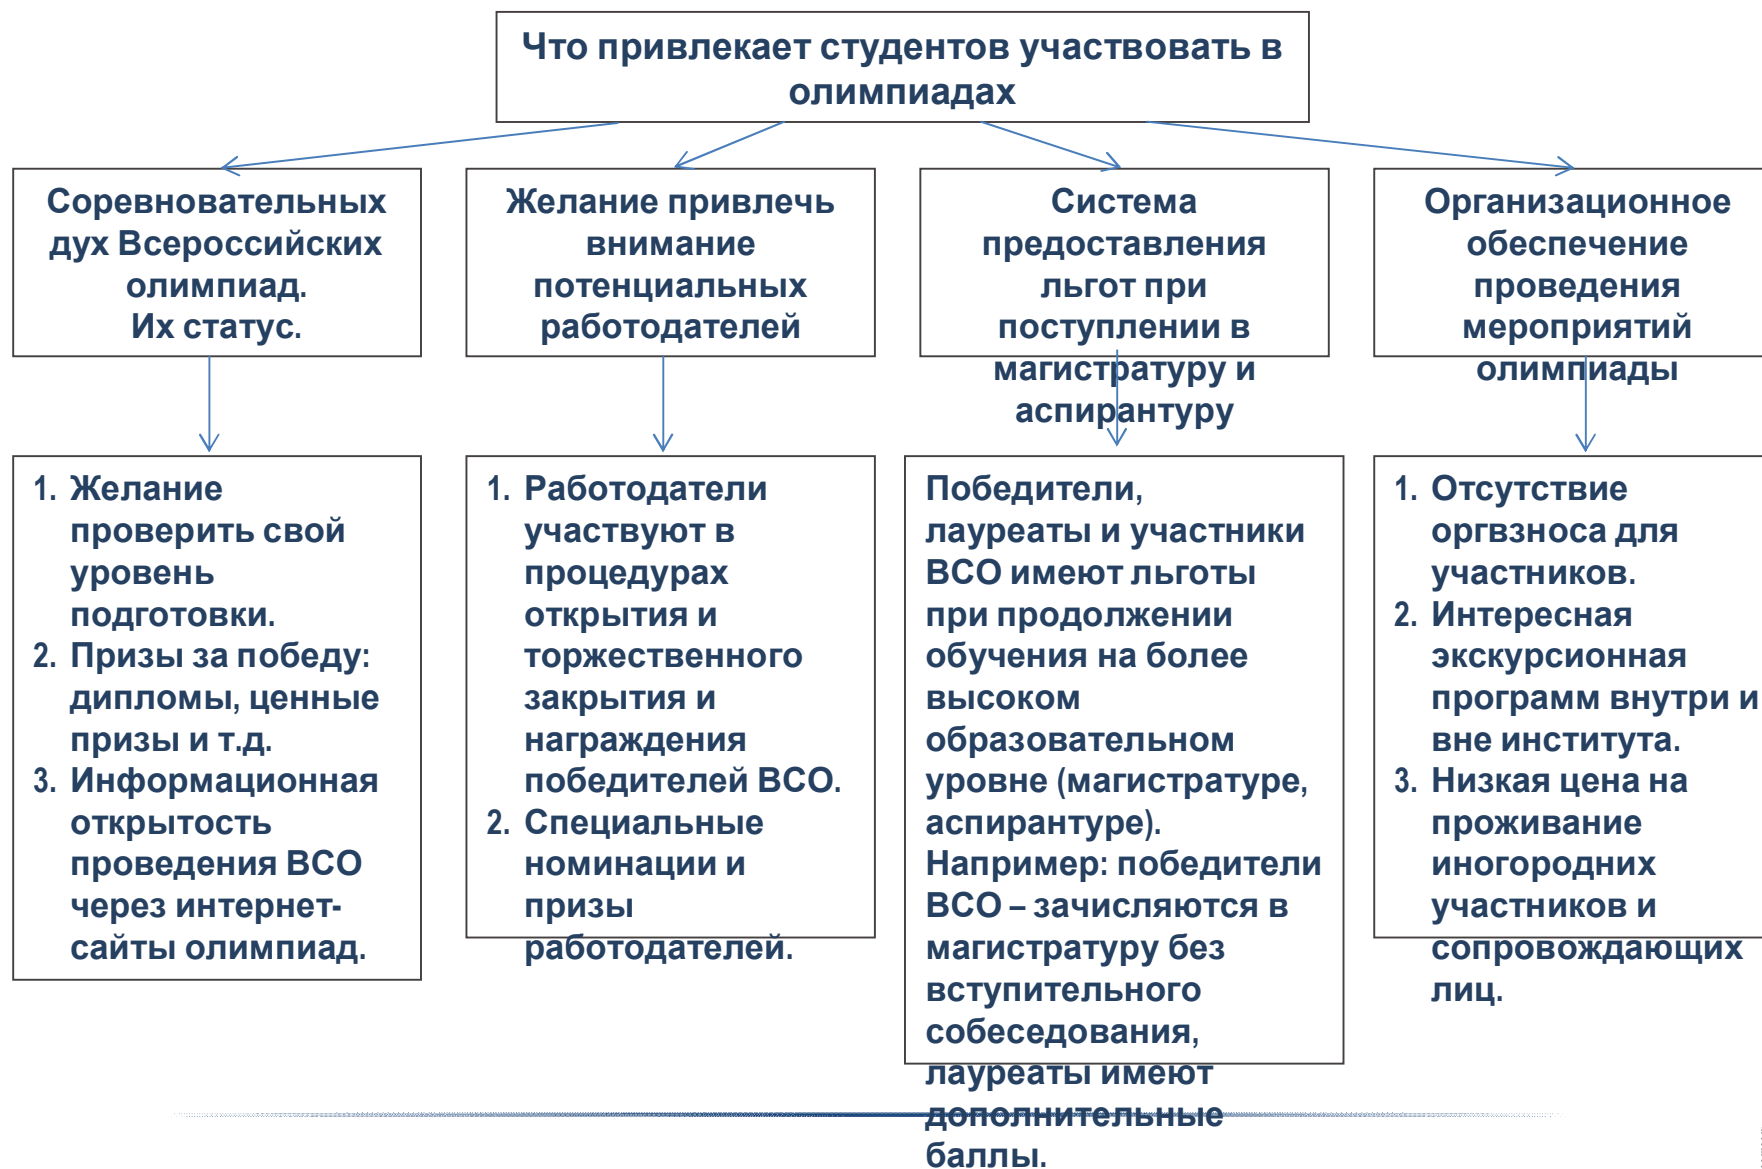 Что привлекает студентов участвовать в
олимпиадах
Соревновательных
дух Всероссийских
олимпиад.
Их статус.
Желание привлечь
внимание
потенциальных
работодателей
Система
предоставления
льгот при
поступлении в
магистратуру и
аспирантуру
Организационное
обеспечение
проведения
мероприятий
олимпиады
1. Желание
проверить свой
уровень
подготовки.
2. Призы за победу:
дипломы, ценные
призы и т.д.
3. Информационная
открытость
проведения ВСО
через интернет-
сайты олимпиад.
1. Работодатели
участвуют в
процедурах
открытия и
торжественного
закрытия и
награждения
победителей ВСО.
2. Специальные
номинации и
призы
работодателей.
Победители,
лауреаты и участники
ВСО имеют льготы
при продолжении
обучения на более
высоком
образовательном
уровне (магистратуре,
аспирантуре).
Например: победители
ВСО – зачисляются в
магистратуру без
вступительного
собеседования,
лауреаты имеют
дополнительные
баллы.
1. Отсутствие
оргвзноса для
участников.
2. Интересная
экскурсионная
программ внутри и
вне института.
3. Низкая цена на
проживание
иногородних
участников и
сопровождающих
лиц.